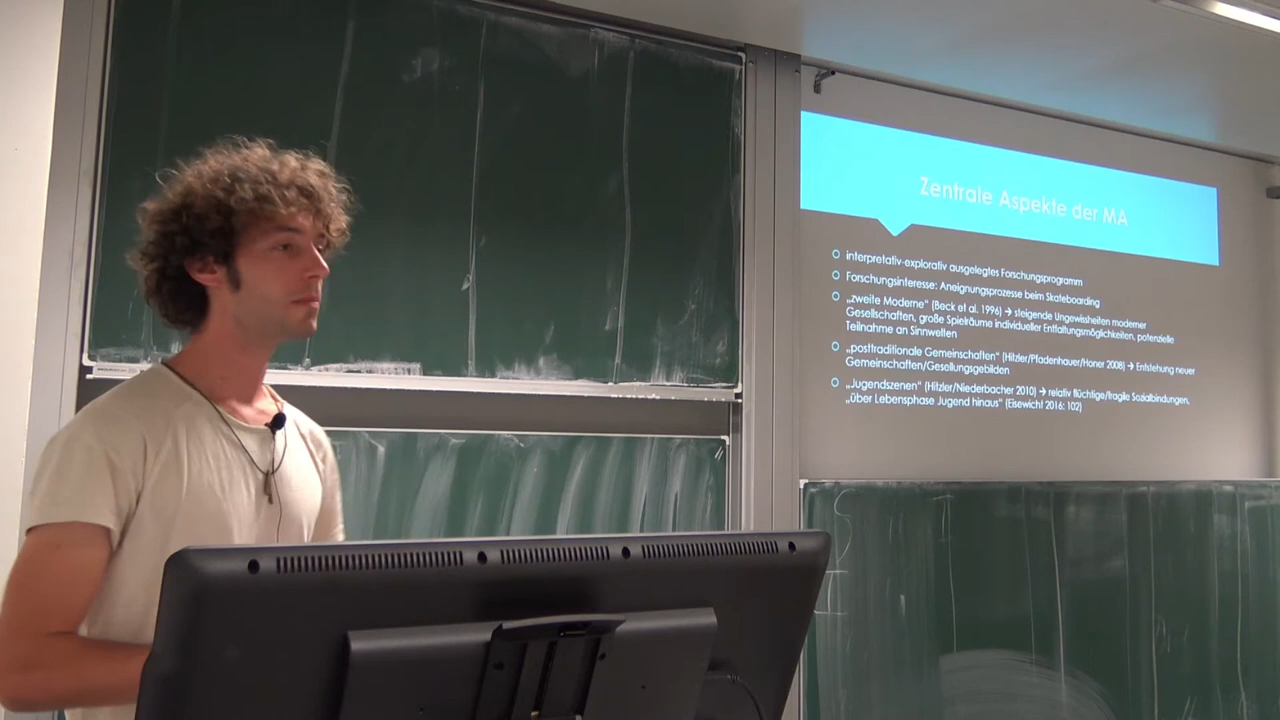 Zentrale Aspekte der MA
interpretativ-explorativ ausgelegtes Forschungsprogramm
Forschungsinteresse: Aneignungsprozesse beim Skateboarding
„zweite Moderne“ (Beck et al. 1996) → steigende Ungewissheiten moderner
Gesellschaften, große Spielräume individueller Entfaltungsmöglichkeiten, potenzielle
Teilnahme an Sinnwelten
„posttraditionale Gemeinschaften“ (Hitzler/Pfadenhauer/Honer 2008) → Entstehung neuer
Gemeinschaften/Gesellungsgebilden
„Jugendszenen“ (Hitzler/Niederbacher 2010) → relativ flüchtige/fragile Sozialbindungen,
„über Lebensphase Jugend hinaus“ (Eisewicht 2016: 102)